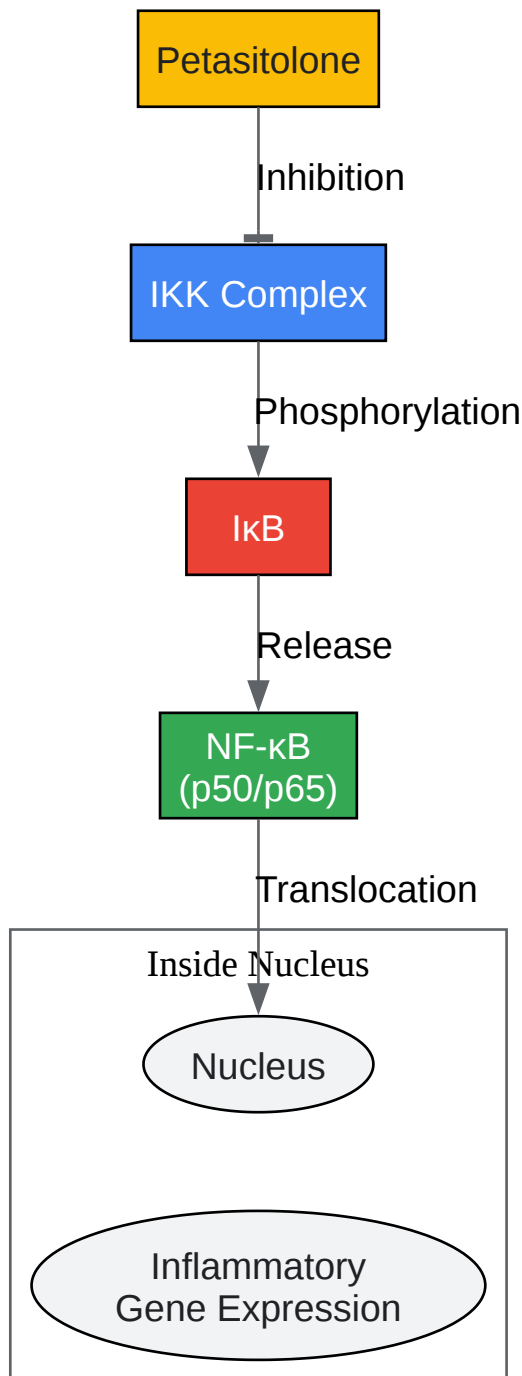 Petasitolone
Inhibition
IKK Complex
Phosphorylation
IκB
Release
NF-κB
(p50/p65)
Translocation
Inside Nucleus
Nucleus
Inflammatory
Gene Expression